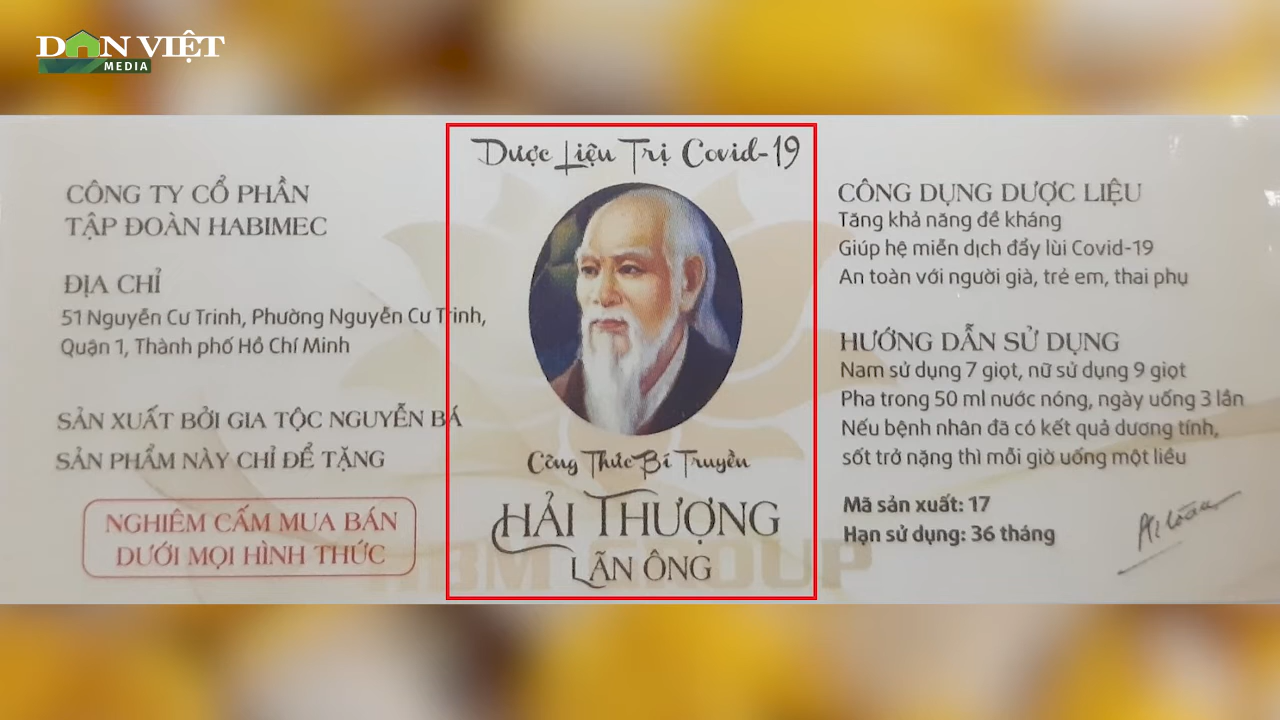 DÂN VIỆT
MEDIA
CÔNG TY CỔ PHẦN
TẬP ĐOÀN HABIMEC
ĐỊA CHỈ
51 Nguyễn Cư Trinh, Phường Nguyễn Cư Trinh,
Quận 1, Thành phố Hồ Chí Minh
SẢN XUẤT BỞI GIA TỘC NGUYỄN BÁ
SẢN PHẨM NÀY CHỈ ĐỂ TẶNG
NGHIÊM CẤM MUA BÁN
DƯỚI MỌI HÌNH THỨC
Dược Liệu Trị Covid-19
Công Thức Bí Truyền
HẢI THƯỢNG
LÃN ÔNG
HBM GROUP
CÔNG DỤNG DƯỢC LIỆU
Tăng khả năng đề kháng
Giúp hệ miễn dịch đẩy lùi Covid-19
An toàn với người già, trẻ em, thai phụ
HƯỚNG DẪN SỬ DỤNG
Nam sử dụng 7 giọt, nữ sử dụng 9 giọt
Pha trong 50 ml nước nóng, ngày uống 3 lần
Nếu bệnh nhân đã có kết quả dương tính,
sốt trở nặng thì mỗi giờ uống một liều
Mã sản xuất: 17
Hạn sử dụng: 36 tháng